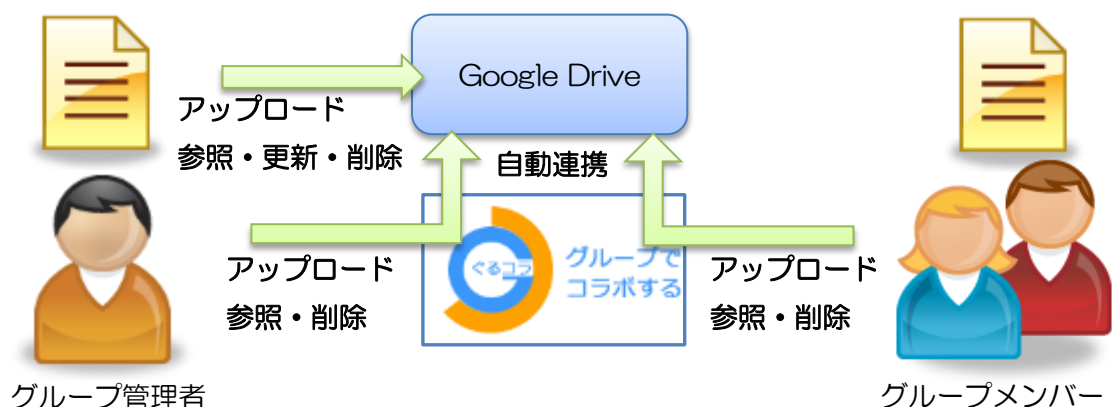 Google Drive
アップロード
参照・更新・削除
自動連携
ぐるコラ
グループで
コラボする
アップロード
参照・削除
アップロード
参照・削除
グループ管理者
グループメンバー